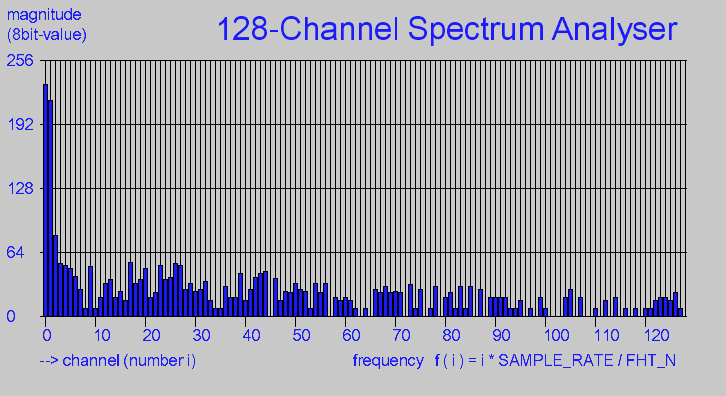 magnitude
(8bit-value)
128-Channel Spectrum Analyser
256
192
128
64
0
0 10 20 30 40 50 60 70 80 90 100 110 120
--> channel (number i)
frequency f ( i ) = i * SAMPLE_RATE / FHT_N